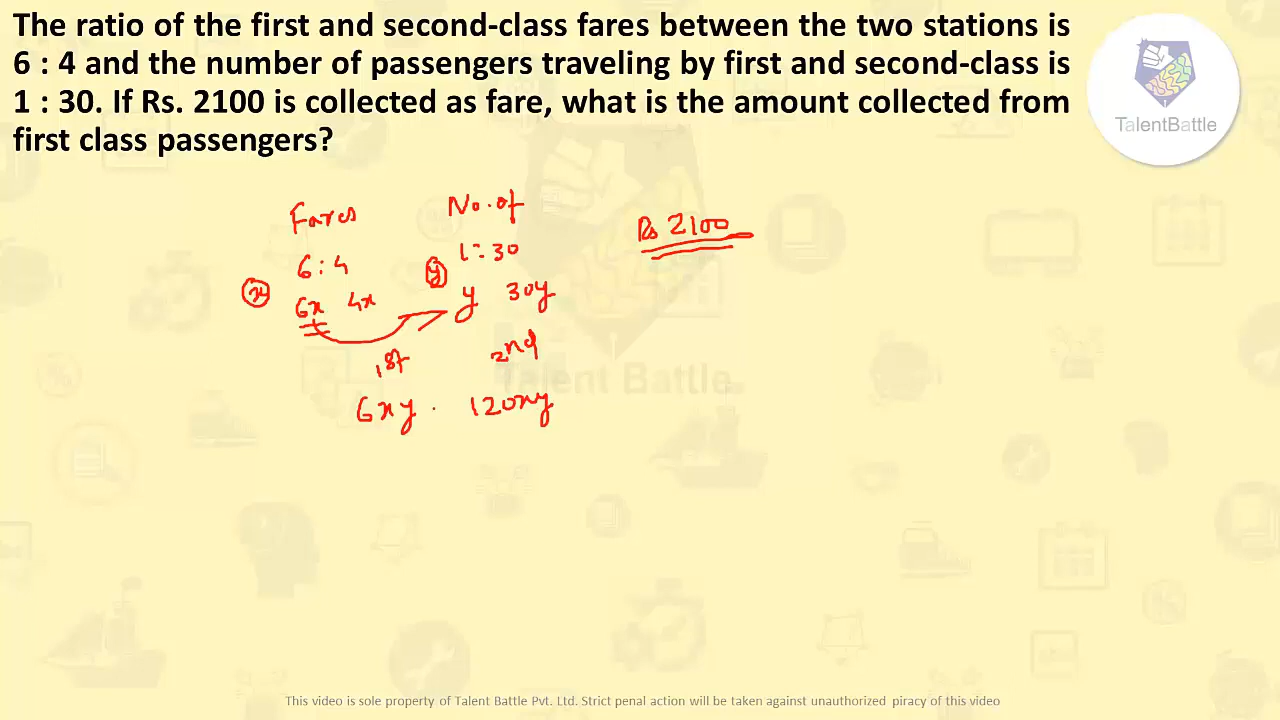 The ratio of the first and second-class fares between the two stations is
6 : 4 and the number of passengers traveling by first and second-class is
1 : 30. If Rs. 2100 is collected as fare, what is the amount collected from
first class passengers?
TalentBattle
Fares No. of
Rs 2100
6 : 4 1 : 30
x 6x 4x y y 30y
1st 2nd
Talent Battle
6xy 120xy
This video is sole property of Talent Battle Pvt. Ltd. Strict penal action will be taken against unauthorized piracy of this video